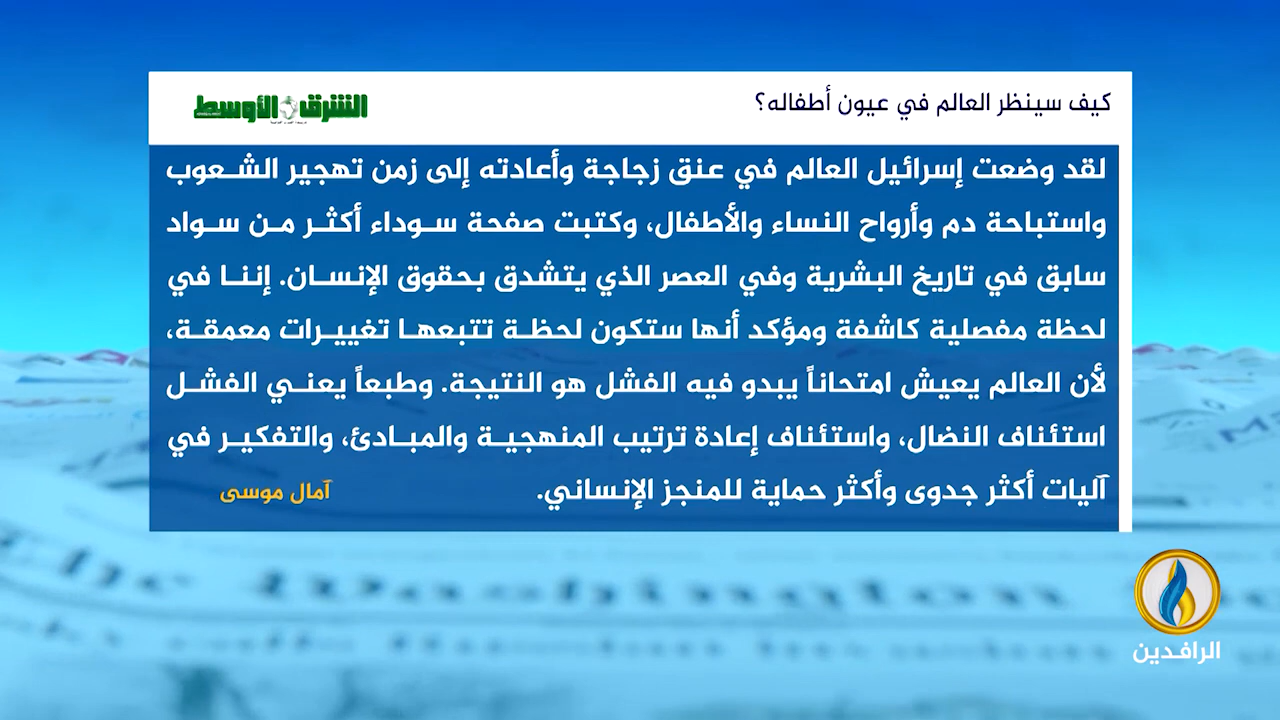 كيف سينظر العالم في عيون أطفاله؟
الشرق الأوسط
لقد وضعت إسرائيل العالم في عنق زجاجة وأعادته إلى زمن تهجير الشعوب
واستباحة دم وأرواح النساء والأطفال، وكتبت صفحة سوداء أكثر من سواد
سابق في تاريخ البشرية وفي العصر الذي يتشدق بحقوق الإنسان. إننا في
لحظة مفصلية كاشفة ومؤكد أنها ستكون لحظة تتبعها تغييرات معمقة،
لأن العالم يعيش امتحاناً يبدو فيه الفشل هو النتيجة. وطبعاً يعني الفشل
استئناف النضال، واستئناف إعادة ترتيب المنهجية والمبادئ، والتفكير في
آليات أكثر جدوى وأكثر حماية للمنجز الإنساني.
آمال موسى
الرافدين